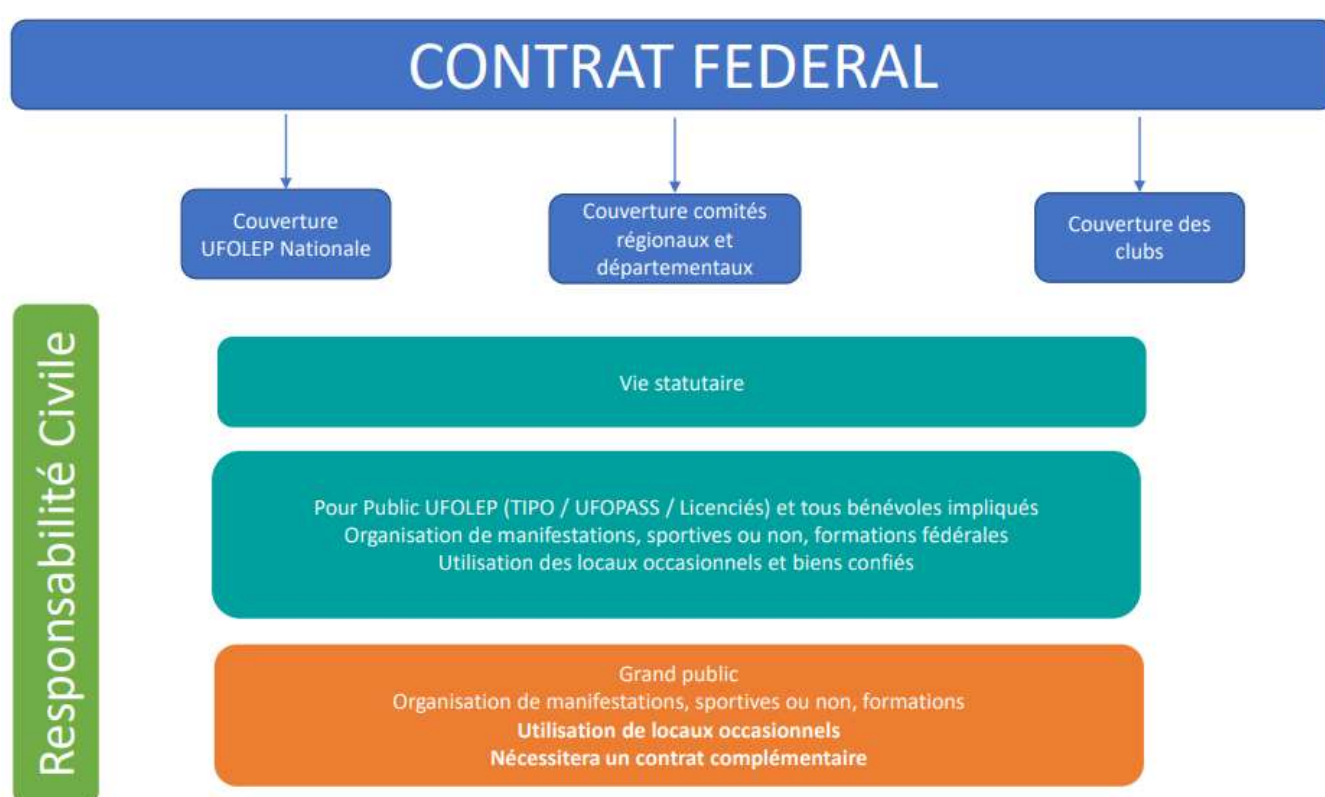 CONTRAT FEDERAL
Couverture
UFOLEP Nationale
Couverture comités
régionaux et
départementaux
Couverture des
clubs
Responsabilité Civile
Vie statutaire
Pour Public UFOLEP (TIPO / UFOPASS / Licenciés) et tous bénévoles impliqués
Organisation de manifestations, sportives ou non, formations fédérales
Utilisation des locaux occasionnels et biens confiés
Grand public
Organisation de manifestations, sportives ou non, formations
Utilisation de locaux occasionnels
Nécessitera un contrat complémentaire